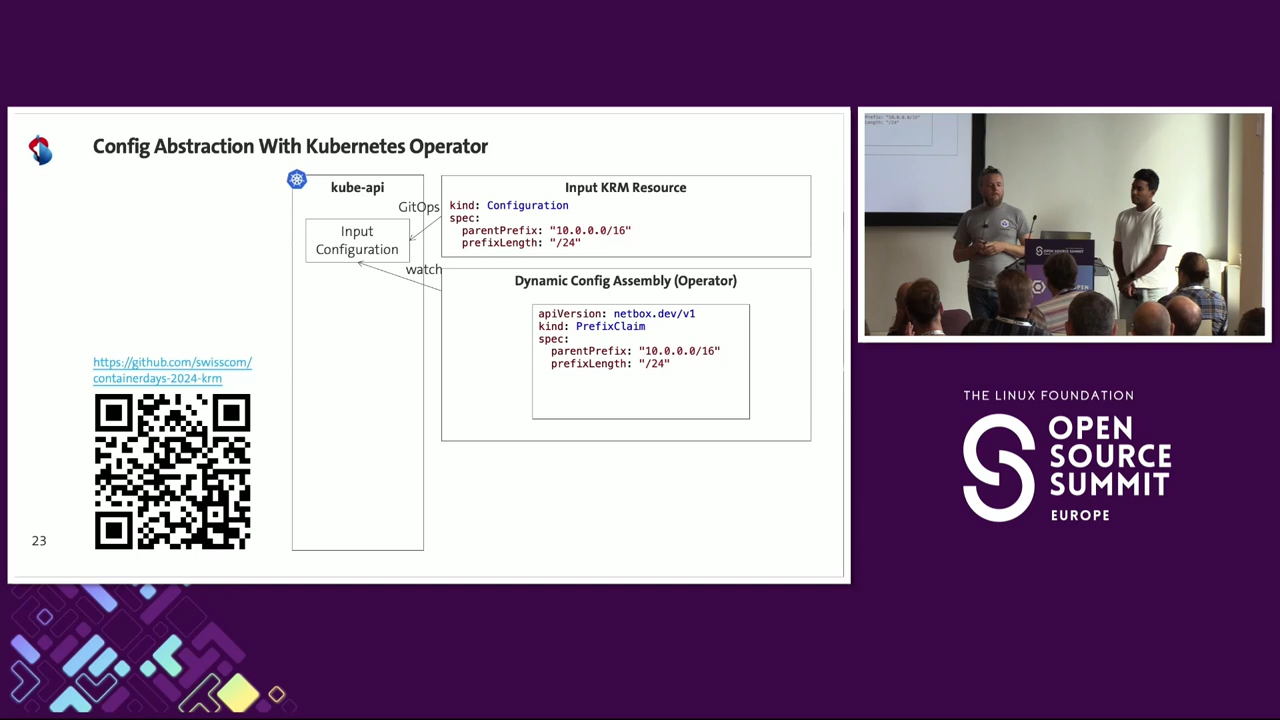 Config Abstraction With Kubernetes Operator
kube-api
GitOps
Input
Configuration
watch
Input KRM Resource
kind: Configuration
spec:
parentPrefix: "10.0.0.0/16"
prefixLength: "/24"
Dynamic Config Assembly (Operator)
apiVersion: netbox.dev/v1
kind: PrefixClaim
spec:
parentPrefix: "10.0.0.0/16"
prefixLength: "/24"
https://github.com/swisscom/
containerdays-2024-krm
23
THE LINUX FOUNDATION
OPEN
SOURCE
SUMMIT
EUROPE